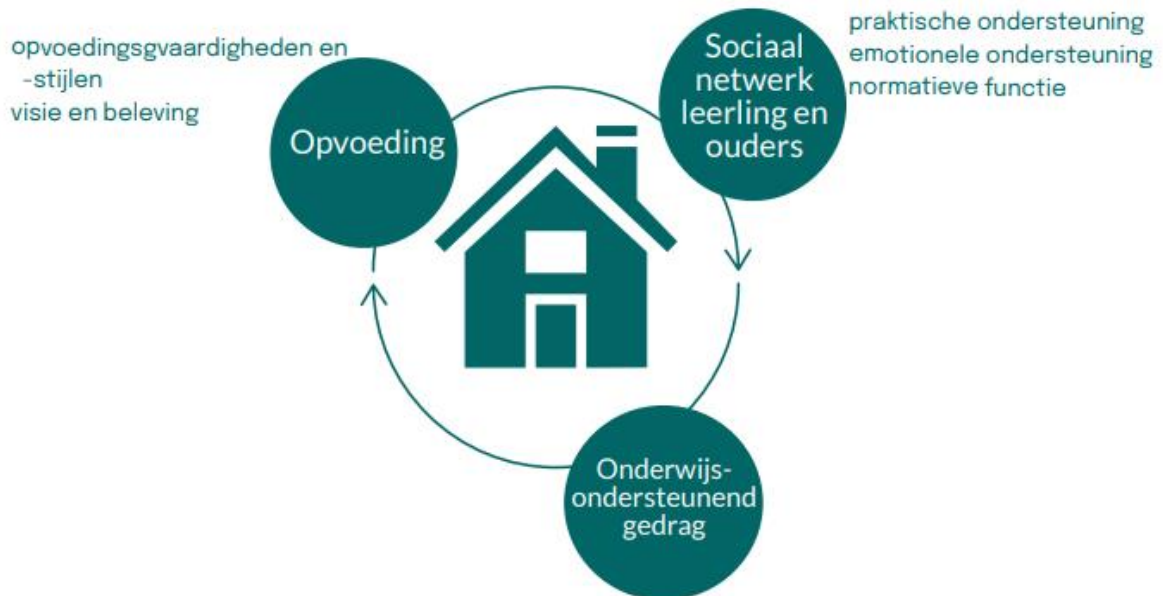 opvoedingsgvaardigheden en
-stijlen
visie en beleving
Opvoeding
Sociaal
netwerk
leerling en
ouders
praktische ondersteuning
emotionele ondersteuning
normatieve functie
Onderwijs-
ondersteunend
gedrag